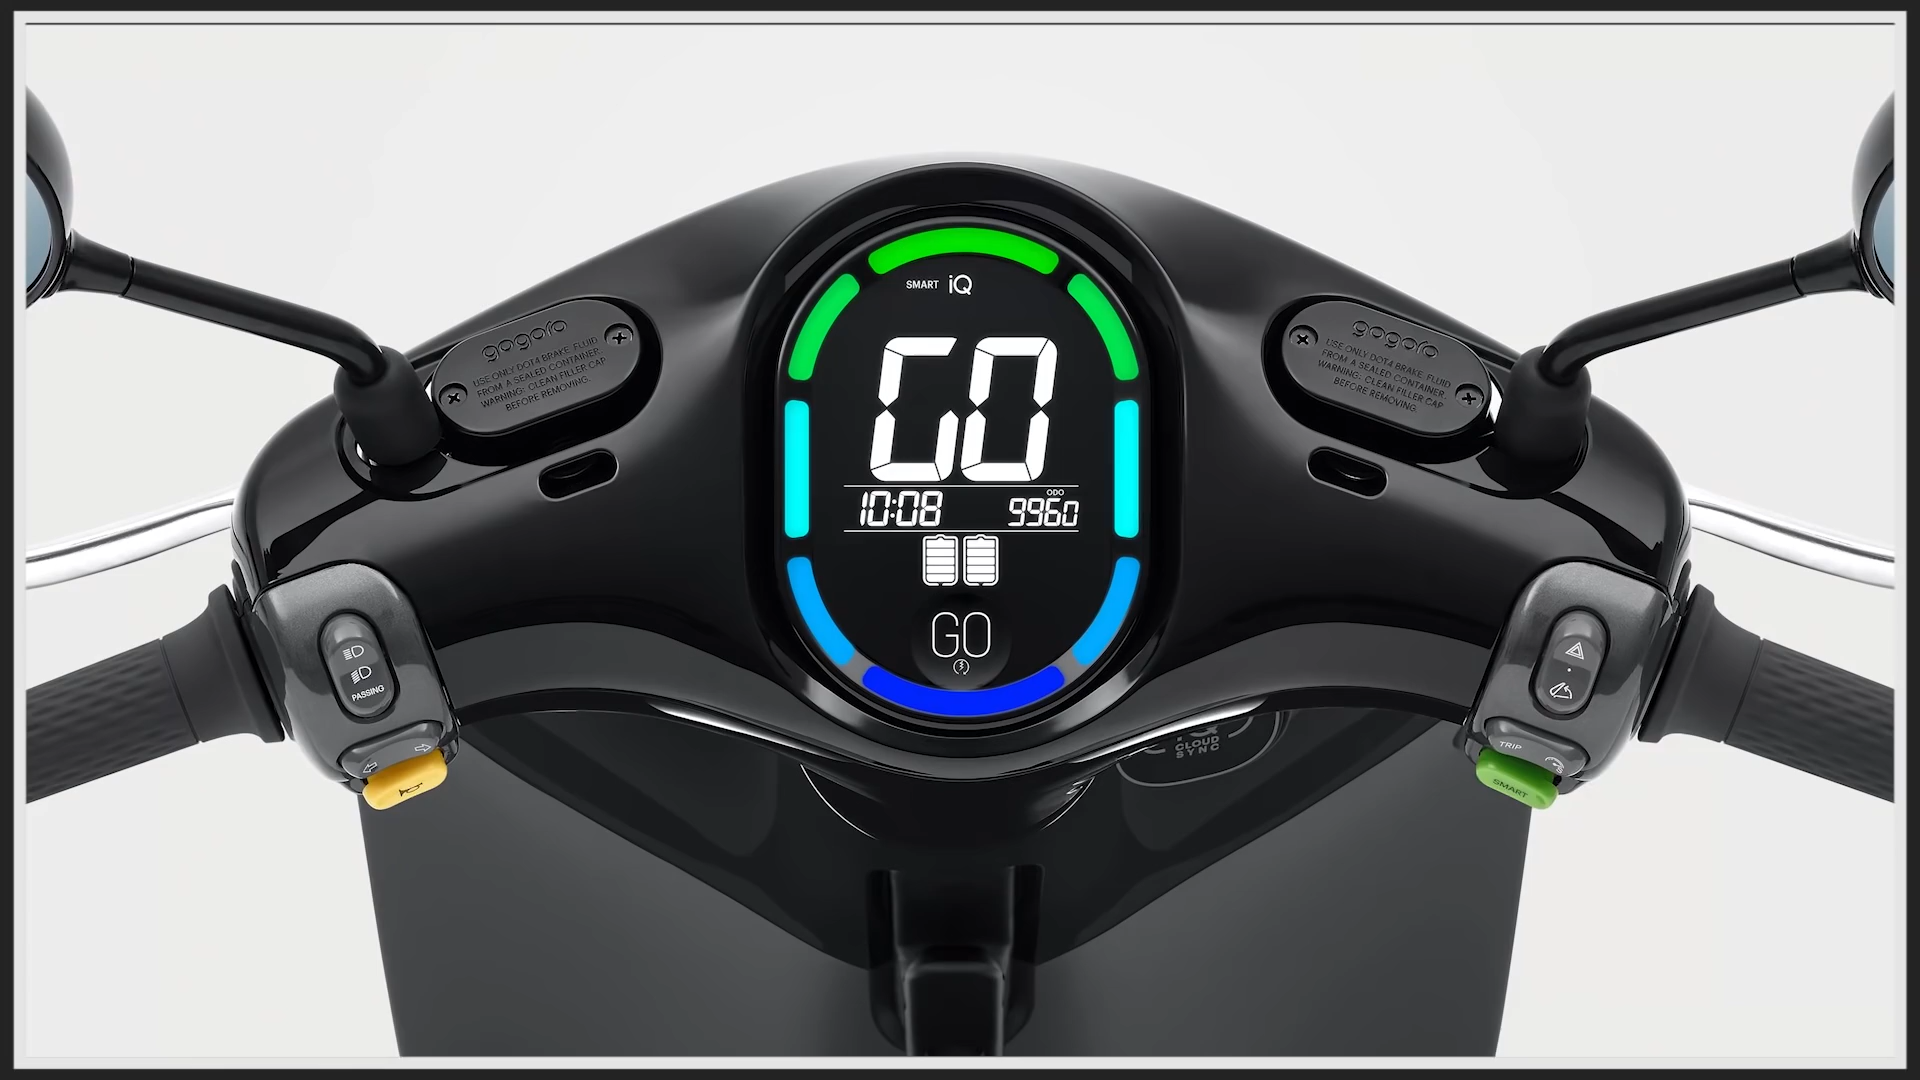 SMART iQ
GO
10:08
ODO
9960
GO
gogoro
USE ONLY DOT4 BRAKE FLUID
FROM A SEALED CONTAINER.
WARNING: CLEAN FILLER CAP
BEFORE REMOVING.
gogoro
USE ONLY DOT4 BRAKE FLUID
FROM A SEALED CONTAINER.
WARNING: CLEAN FILLER CAP
BEFORE REMOVING.
PASSING
TRIP
SMART
iQ
CLOUD
SYNC